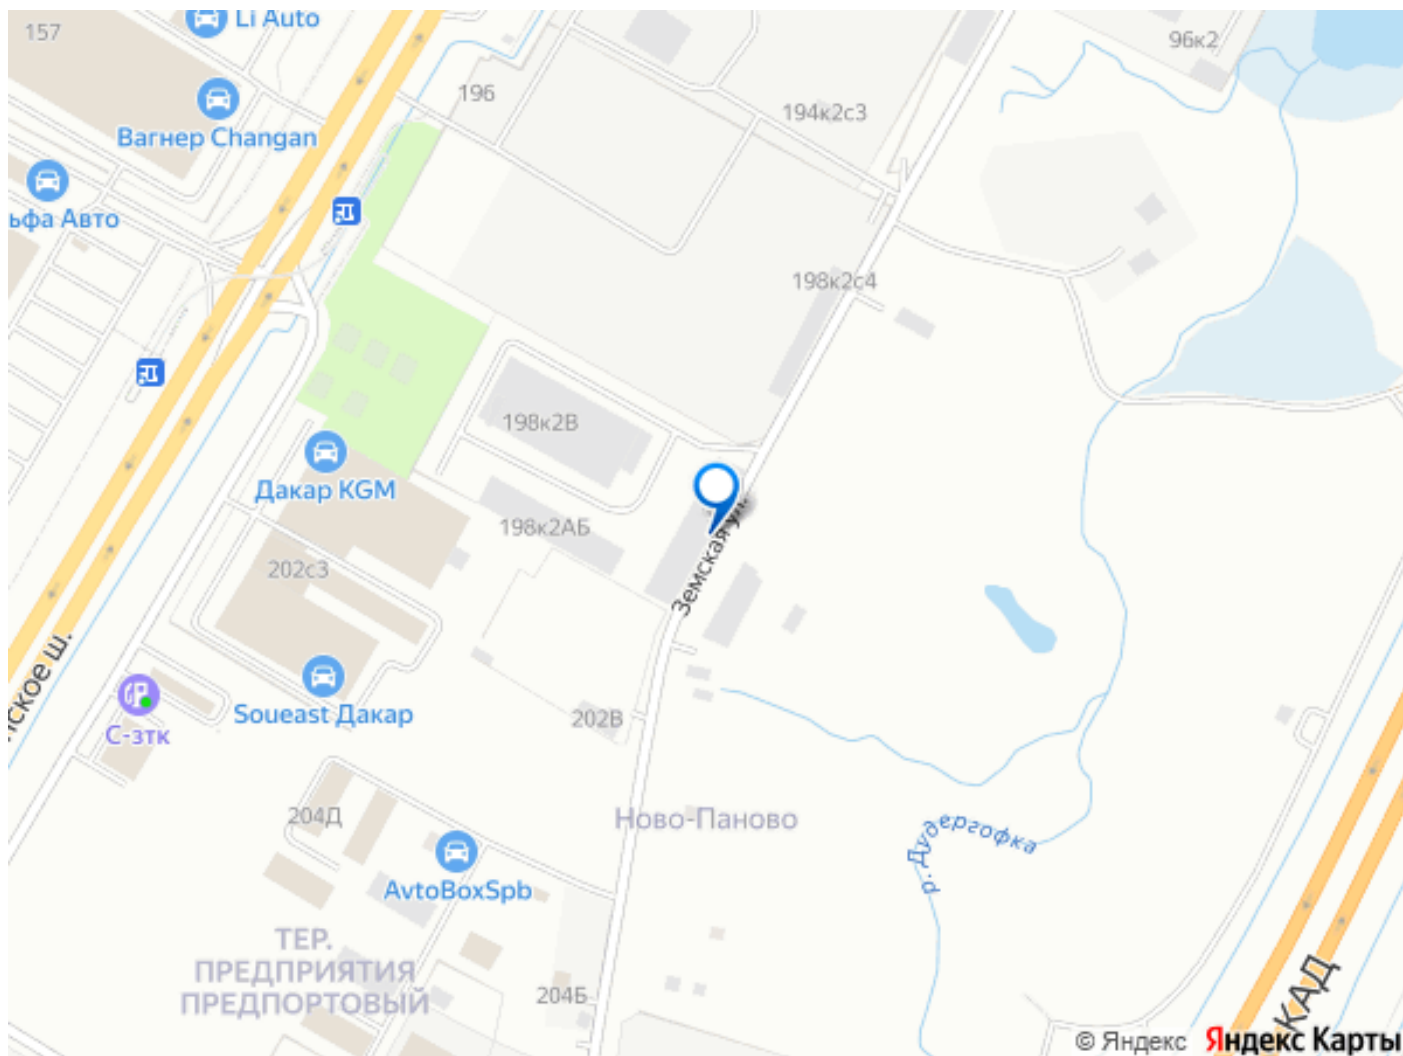 Li Auto
157
96к2
196
194к2с3
Вагнер Changan
ьфа Авто
198к2с4
198к2В
Дакар KGM
198к2АБ
Земская ул.
202с3
Soueast Дакар
202В
нское ш.
С-зтк
204Д
Ново-Паново
р. Дудергофка
AvtoBoxSpb
ТЕР.
ПРЕДПРИЯТИЯ
ПРЕДПОРТОВЫЙ
204Б
КАД
© Яндекс Яндекс Карты